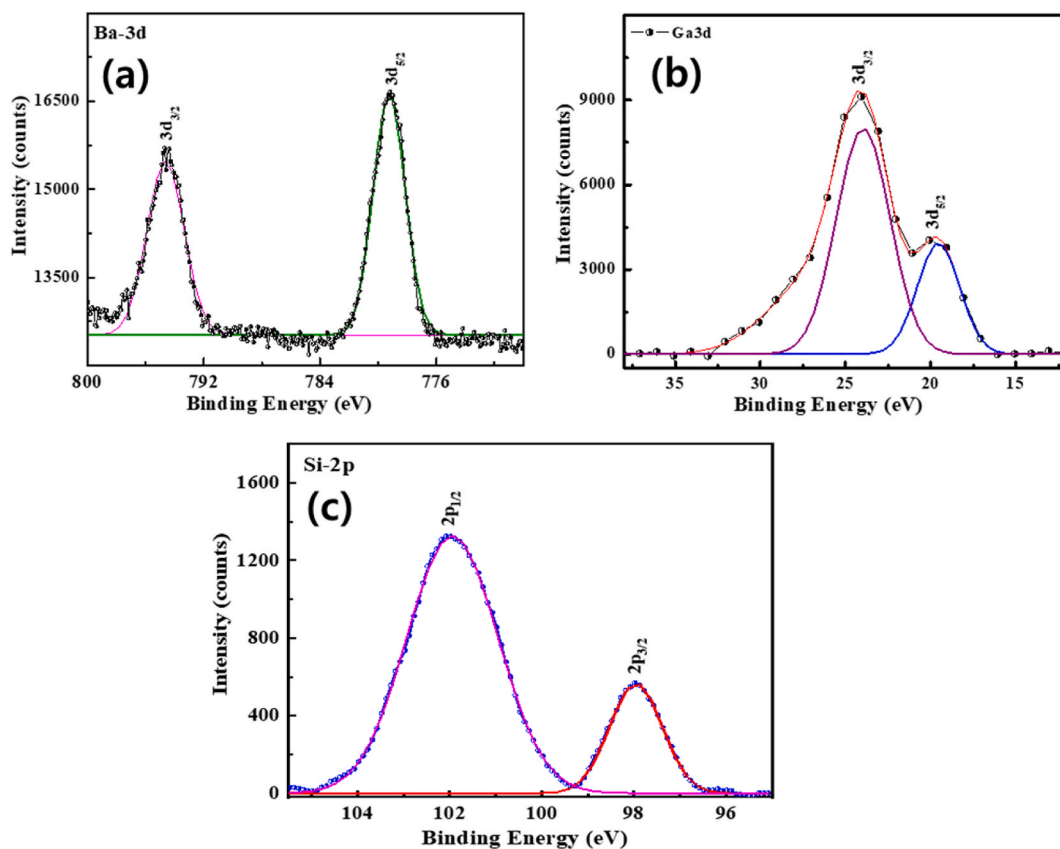 Ba-3d
(a)
3d3/2
3d5/2
16500
15000
13500
Intensity (counts)
800 792 784 776
Binding Energy (eV)
Ga3d
(b)
3d3/2
3d5/2
9000
6000
3000
0
Intensity (counts)
35 30 25 20 15
Binding Energy (eV)
Si-2p
(c)
2p1/2
2p3/2
1600
1200
800
400
0
Intensity (counts)
104 102 100 98 96
Binding Energy (eV)